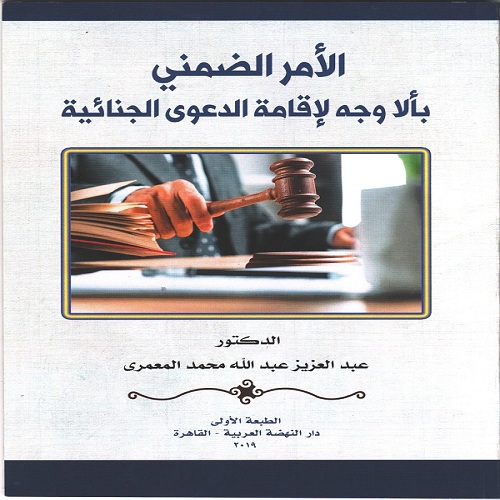 الأمر الضمني
بألا وجه لإقامة الدعوى الجنائية
الدكتور
عبد العزيز عبد الله محمد المعمرى
الطبعة الأولى
دار النهضة العربية - القاهرة
٢٠١٩